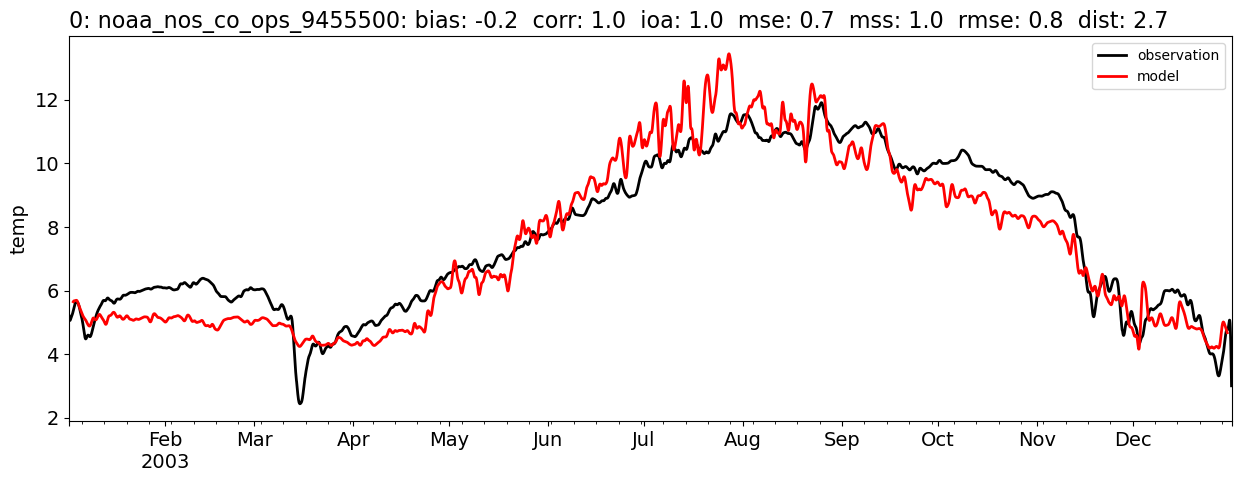 0: noaa_nos_co_ops_9455500: bias: -0.2  corr: 1.0  ioa: 1.0  mse: 0.7  mss: 1.0  rmse: 0.8  dist: 2.7
observation
model
temp
12
10
8
6
4
2
Feb Mar Apr May Jun Jul Aug Sep Oct Nov Dec
2003